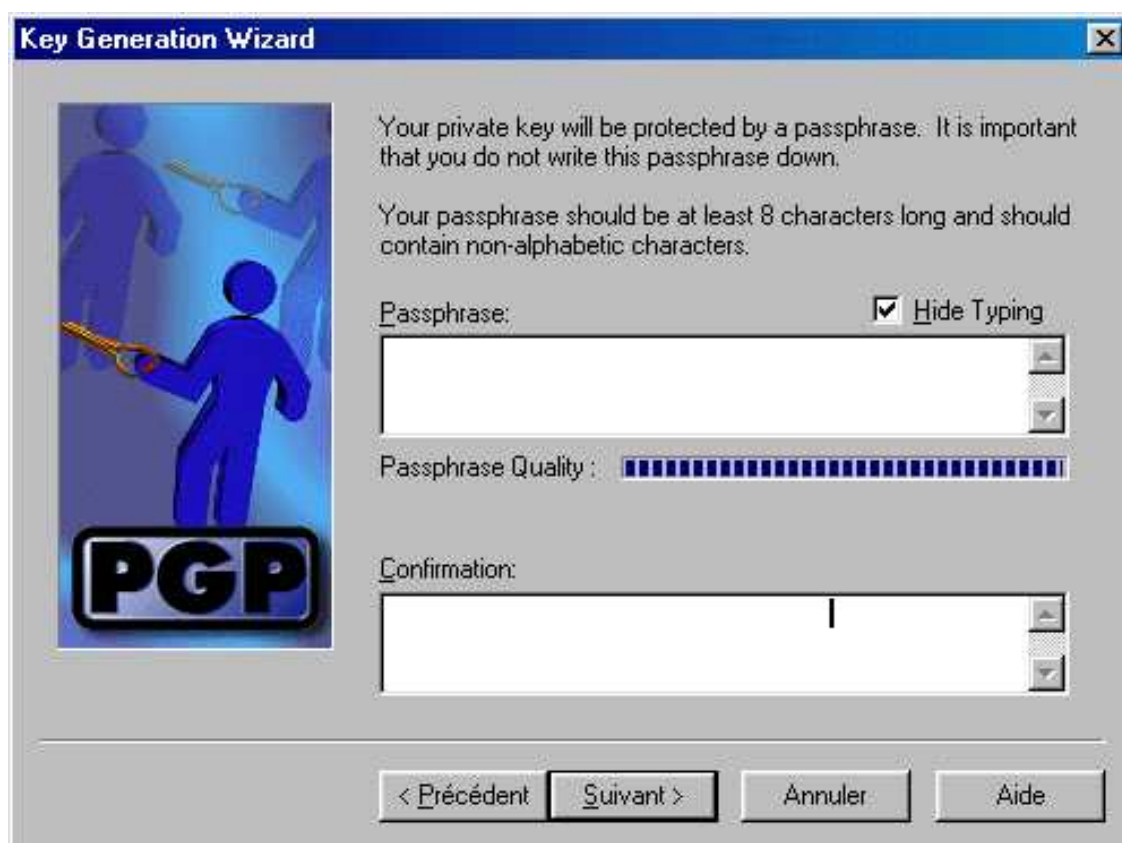 Key Generation Wizard
Your private key will be protected by a passphrase. It is important
that you do not write this passphrase down.
Your passphrase should be at least 8 characters long and should
contain non-alphabetic characters.
Passphrase:
Hide Typing
Passphrase Quality :
Confirmation:
PGP
< Précédent
Suivant >
Annuler
Aide